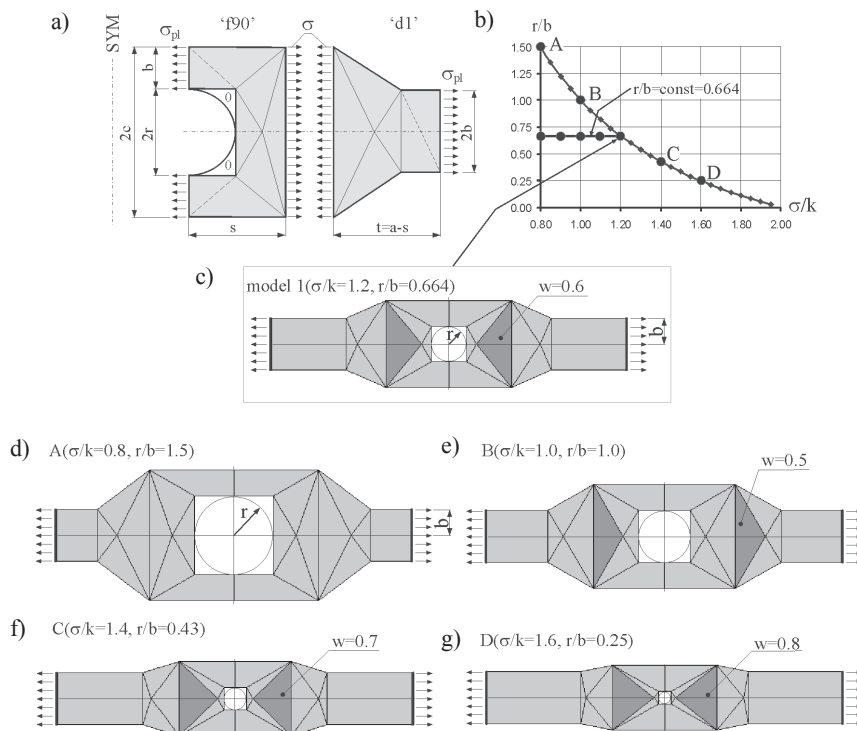 a)
SYM
'f90'
'd1'
σpl
σ
σpl
b
2r
2c
0
0
2b
s
t=a-s
b)
r/b
1.50
1.25
1.00
0.75
0.50
0.25
0.00
A
B
r/b=const=0.664
C
D
σ/k
0.80 1.00 1.20 1.40 1.60 1.80 2.00
c)
model 1(σ/k=1.2, r/b=0.664)
w=0.6
r
b
d)
A(σ/k=0.8, r/b=1.5)
r
b
e)
B(σ/k=1.0, r/b=1.0)
w=0.5
f)
C(σ/k=1.4, r/b=0.43)
w=0.7
g)
D(σ/k=1.6, r/b=0.25)
w=0.8